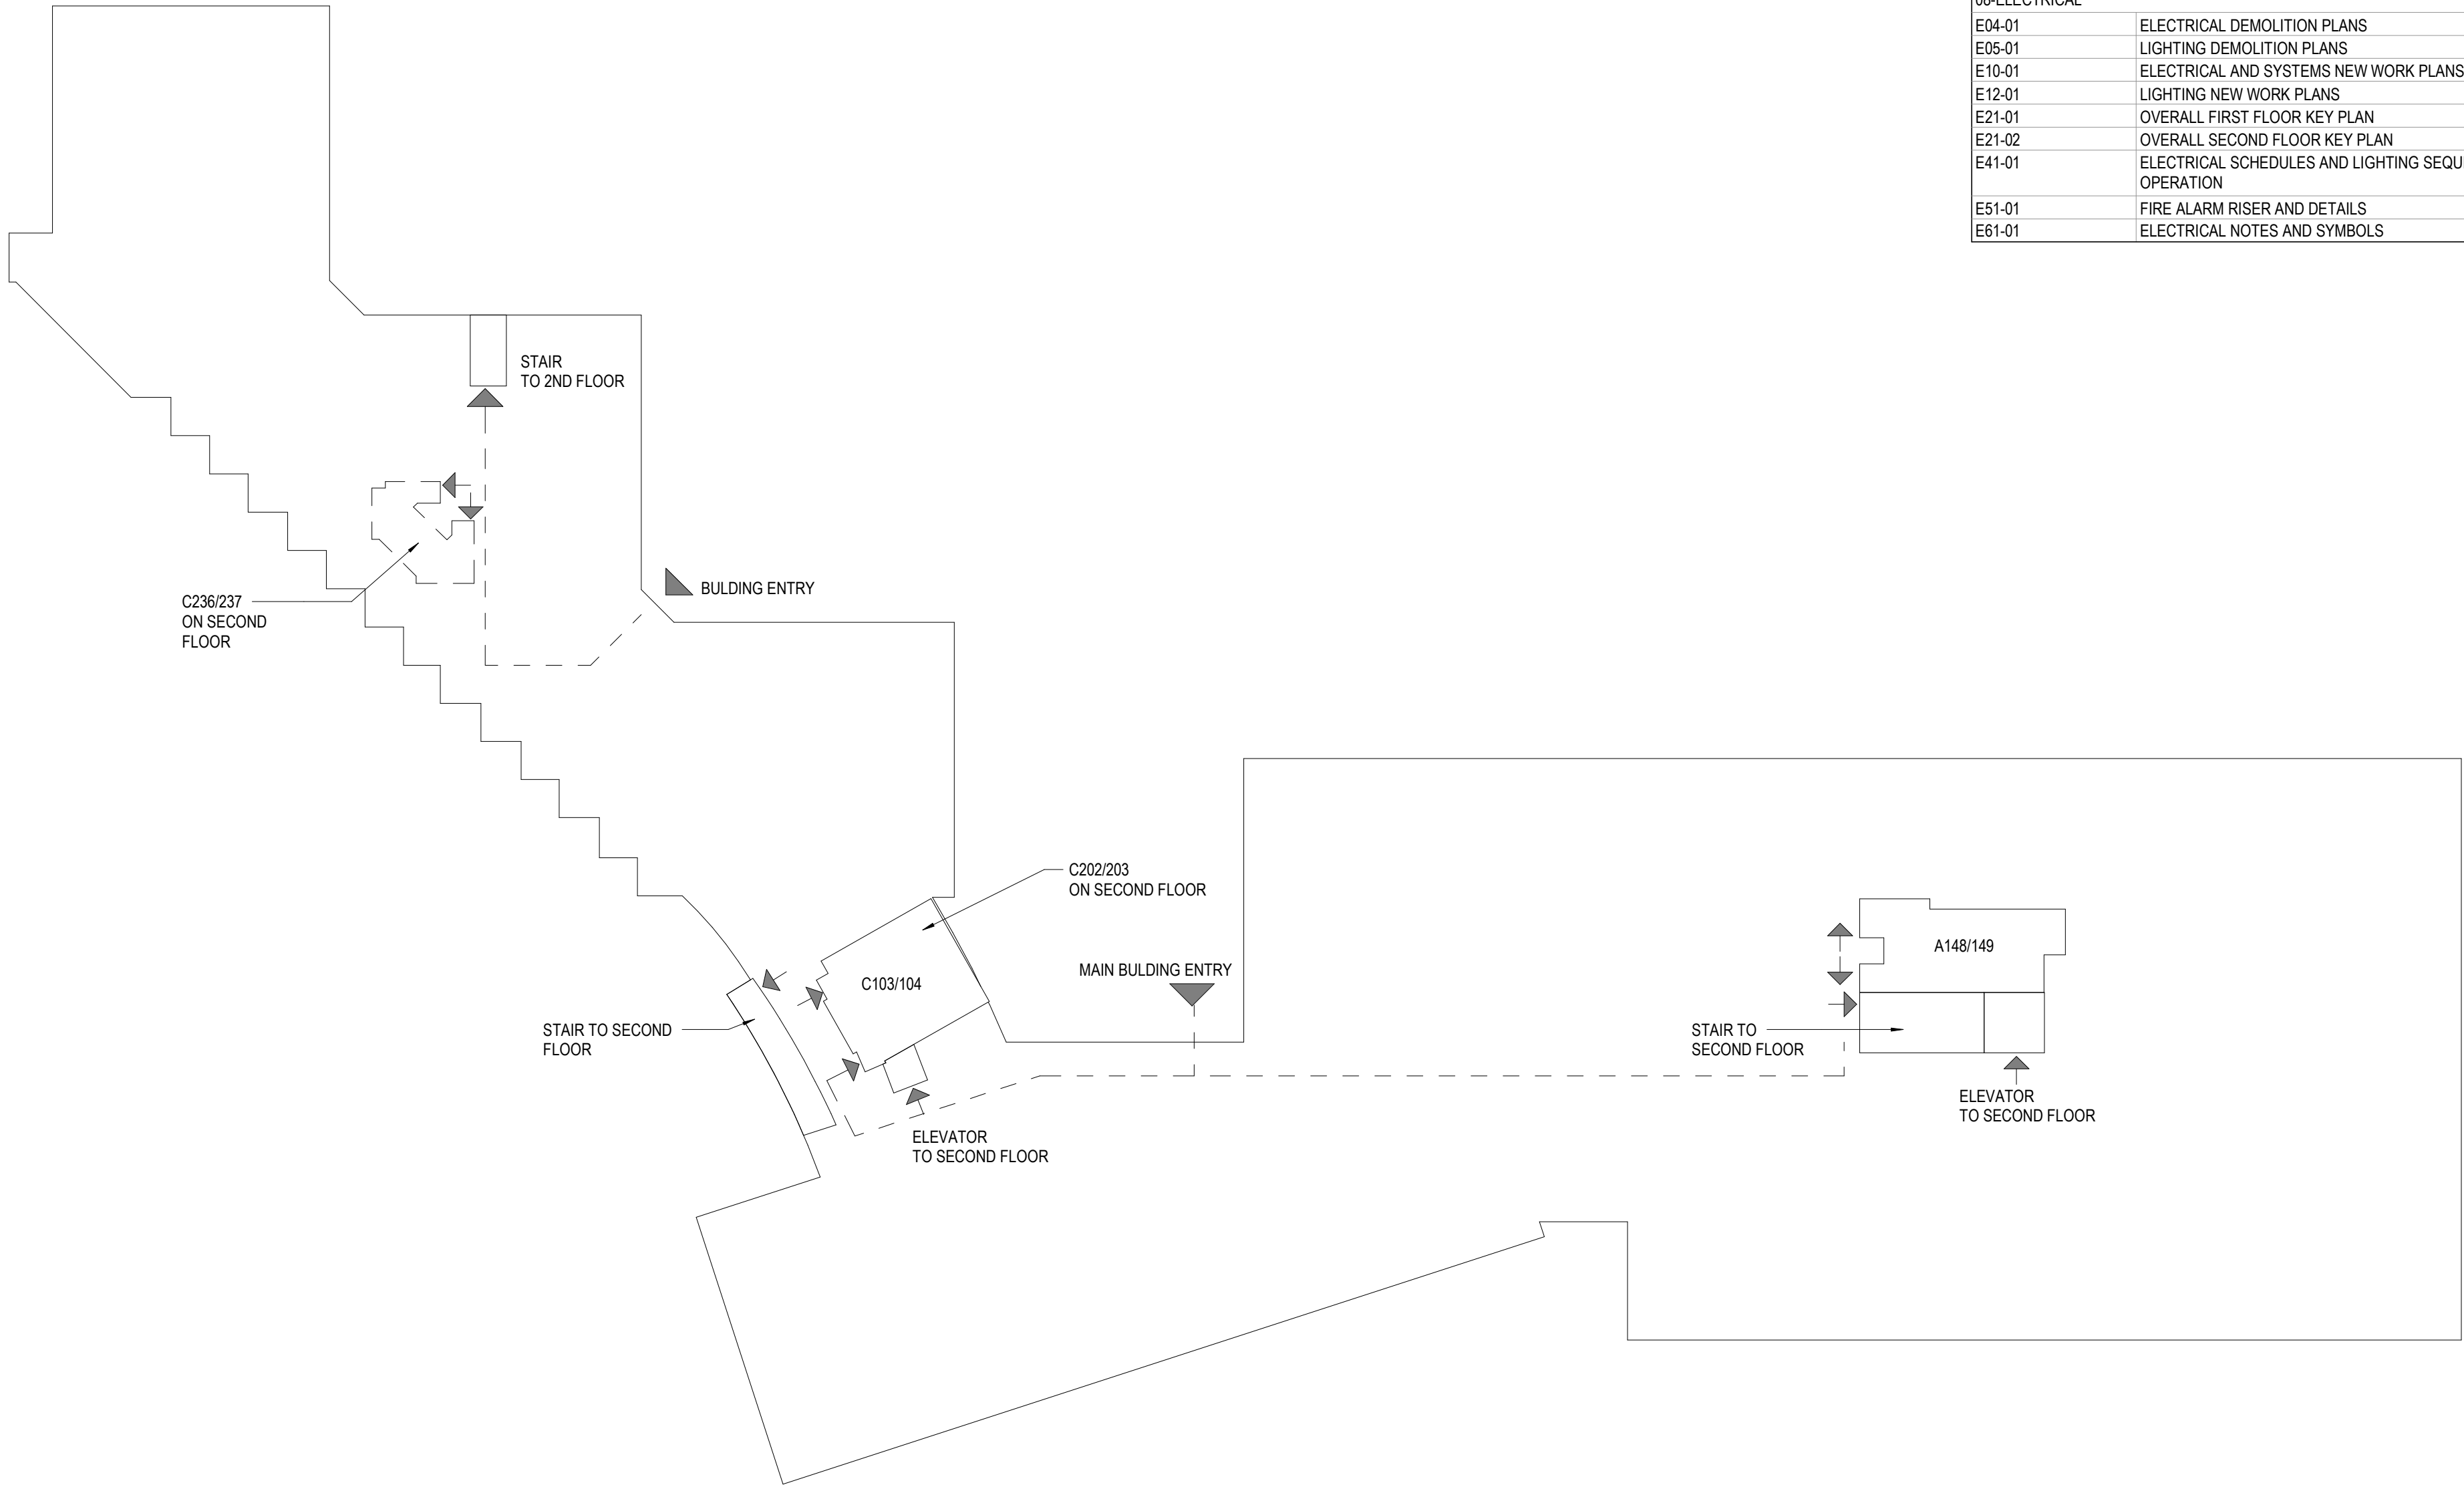 08-ELECTRICAL
E04-01 ELECTRICAL DEMOLITION PLANS
E05-01 LIGHTING DEMOLITION PLANS
E10-01 ELECTRICAL AND SYSTEMS NEW WORK PLANS
E12-01 LIGHTING NEW WORK PLANS
E21-01 OVERALL FIRST FLOOR KEY PLAN
E21-02 OVERALL SECOND FLOOR KEY PLAN
E41-01 ELECTRICAL SCHEDULES AND LIGHTING SEQU
OPERATION
E51-01 FIRE ALARM RISER AND DETAILS
E61-01 ELECTRICAL NOTES AND SYMBOLS
STAIR
TO 2ND FLOOR
BULDING ENTRY
C236/237
ON SECOND
FLOOR
C202/203
ON SECOND FLOOR
MAIN BULDING ENTRY
C103/104
A148/149
STAIR TO SECOND
FLOOR
STAIR TO
SECOND FLOOR
ELEVATOR
TO SECOND FLOOR
ELEVATOR
TO SECOND FLOOR